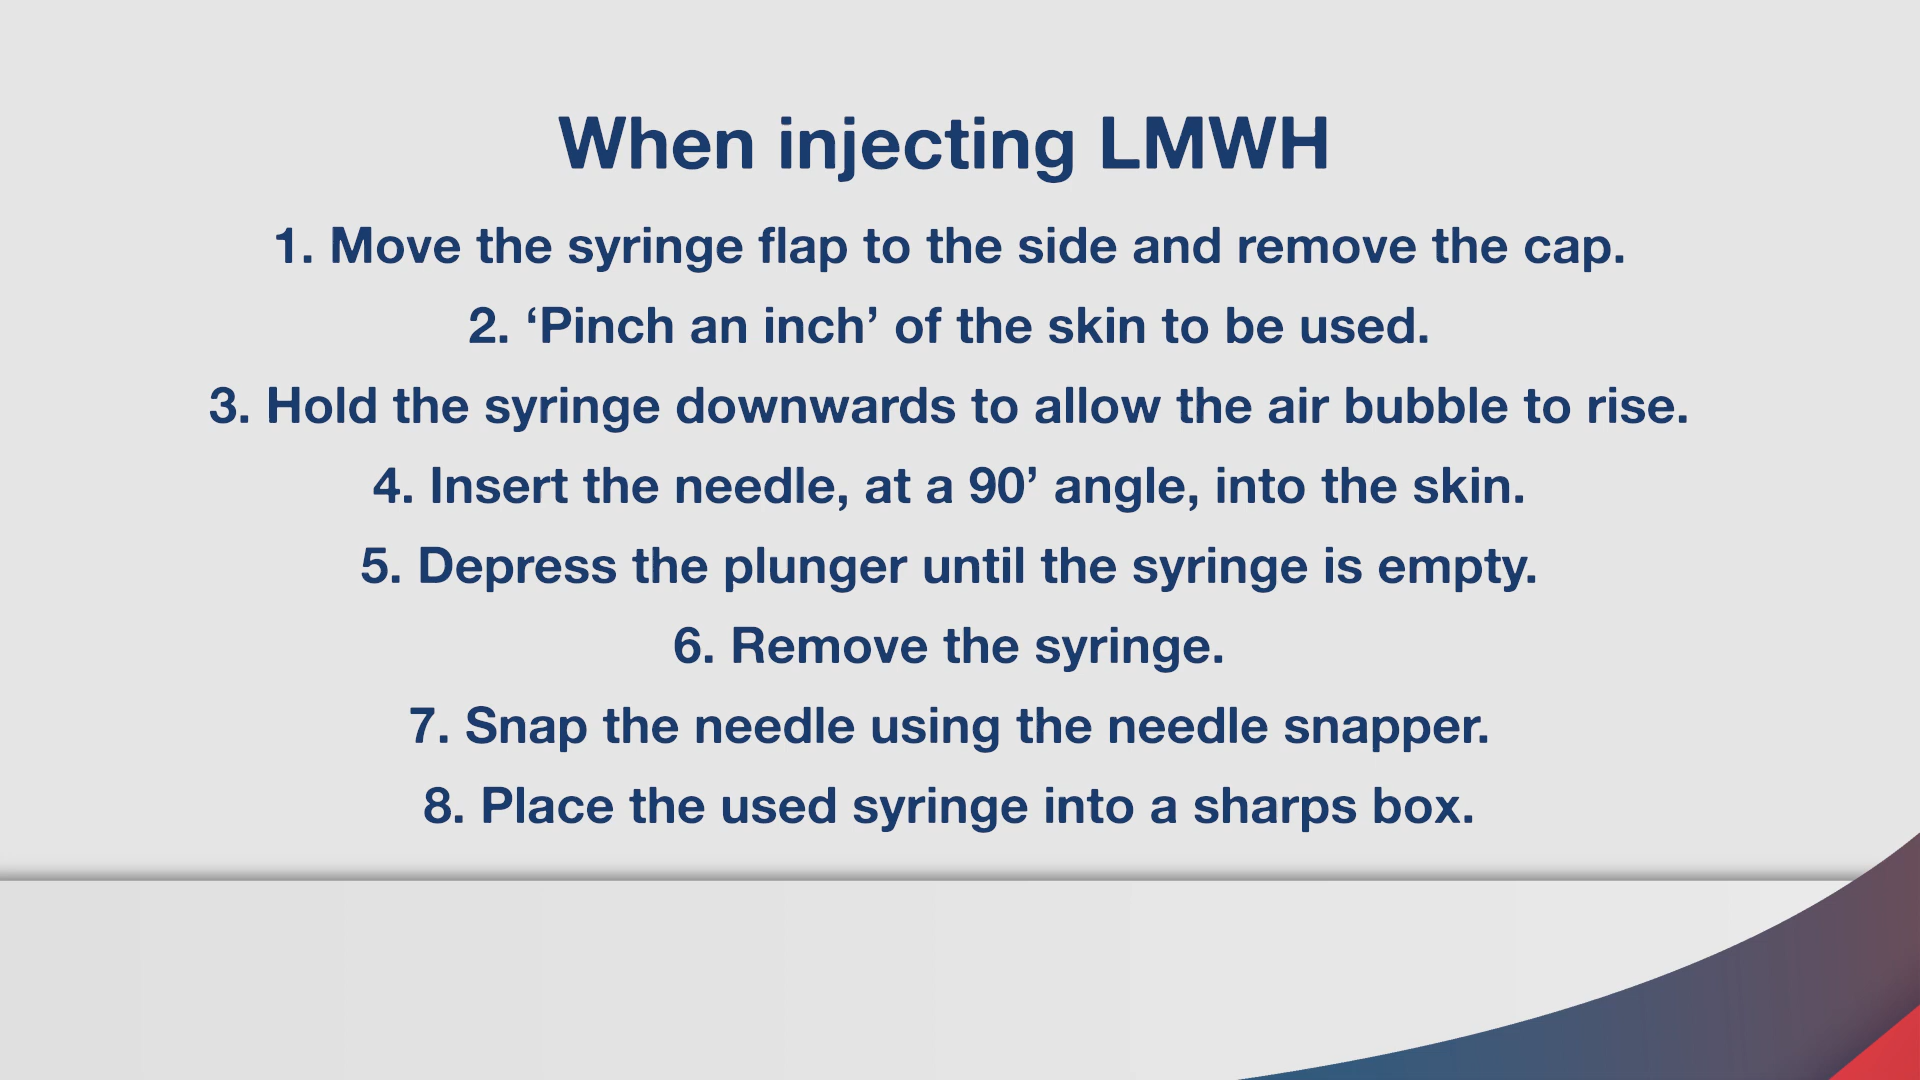 When injecting LMWH
1. Move the syringe flap to the side and remove the cap.
2. ‘Pinch an inch’ of the skin to be used.
3. Hold the syringe downwards to allow the air bubble to rise.
4. Insert the needle, at a 90’ angle, into the skin.
5. Depress the plunger until the syringe is empty.
6. Remove the syringe.
7. Snap the needle using the needle snapper.
8. Place the used syringe into a sharps box.